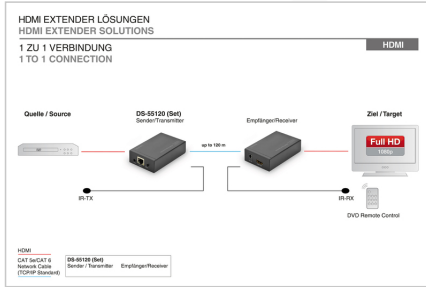 HDMI EXTENDER LÖSUNGEN
HDMI EXTENDER SOLUTIONS
1 ZU 1 VERBINDUNG
1 TO 1 CONNECTION
HDMI
Quelle / Source
DS-55120 (Set)
Sender/Transmitter
Empfänger/Receiver
Ziel / Target
up to 120 m
Full HD
1080p
IR-TX
IR-RX
DVD Remote Control
HDMI
CAT 5e/CAT 6
Network Cable
(TCP/IP Standard)
DS-55120 (Set)
Sender / Transmitter Empfänger/Receiver